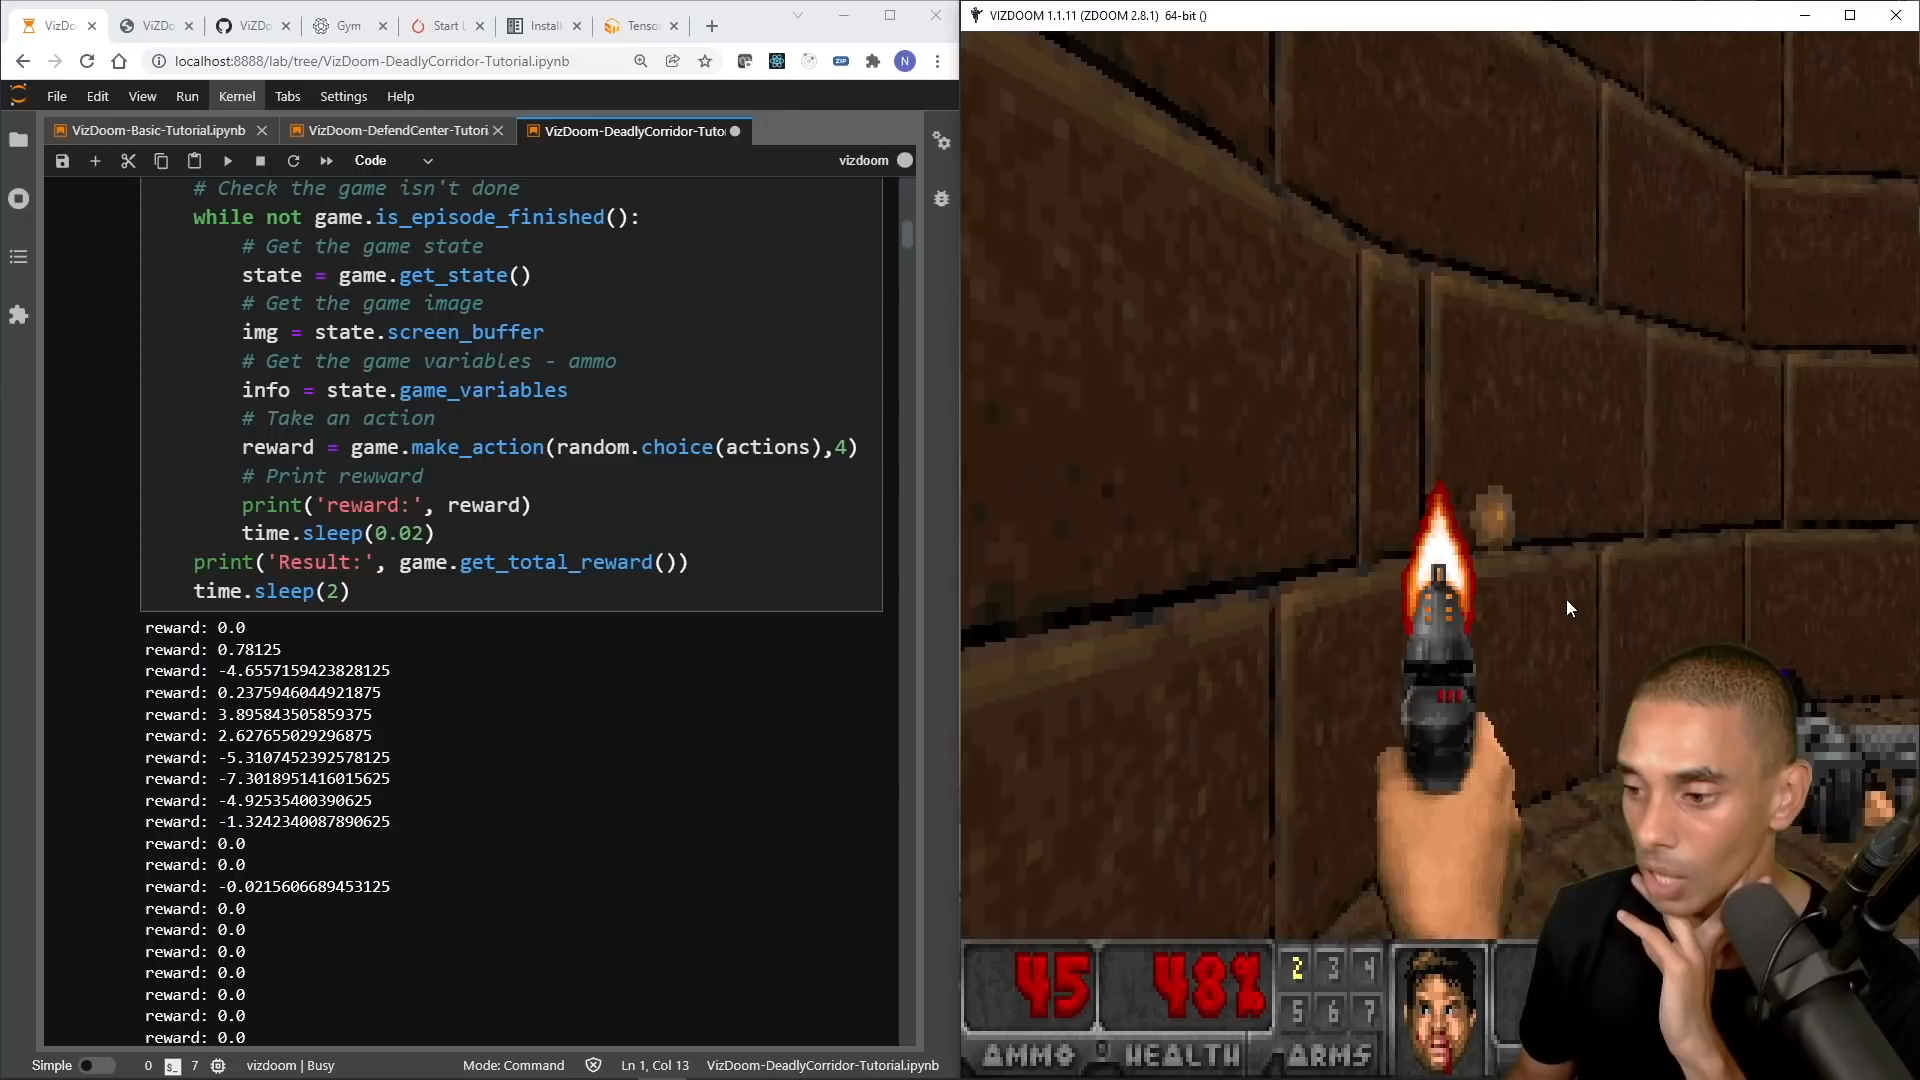 VizDo
ViZDo
VizDo
Gym
Start L
Install
Tenso
localhost:8888/lab/tree/VizDoom-DeadlyCorridor-Tutorial.ipynb
ZIP
N
File Edit View Run Kernel Tabs Settings Help
VizDoom-Basic-Tutorial.ipynb
VizDoom-DefendCenter-Tutori
VizDoom-DeadlyCorridor-Tuto
Code
vizdoom
# Check the game isn't done
while not game.is_episode_finished():
# Get the game state
state = game.get_state()
# Get the game image
img = state.screen_buffer
# Get the game variables - ammo
info = state.game_variables
# Take an action
reward = game.make_action(random.choice(actions),4)
# Print rewward
print('reward:', reward)
time.sleep(0.02)
print('Result:', game.get_total_reward())
time.sleep(2)
reward: 0.0
reward: 0.78125
reward: -4.6557159423828125
reward: 0.2375946044921875
reward: 3.895843505859375
reward: 2.627655029296875
reward: -5.3107452392578125
reward: -7.3018951416015625
reward: -4.92535400390625
reward: -1.3242340087890625
reward: 0.0
reward: 0.0
reward: -0.0215606689453125
reward: 0.0
reward: 0.0
reward: 0.0
reward: 0.0
reward: 0.0
reward: 0.0
reward: 0.0
Simple 0 7 vizdoom | Busy Mode: Command Ln 1, Col 13 VizDoom-DeadlyCorridor-Tutorial.ipynb
VIZDOOM 1.1.11 (ZDOOM 2.8.1) 64-bit ()
45 48% 2 3 4
5 6 7
AMMO HEALTH ARMS